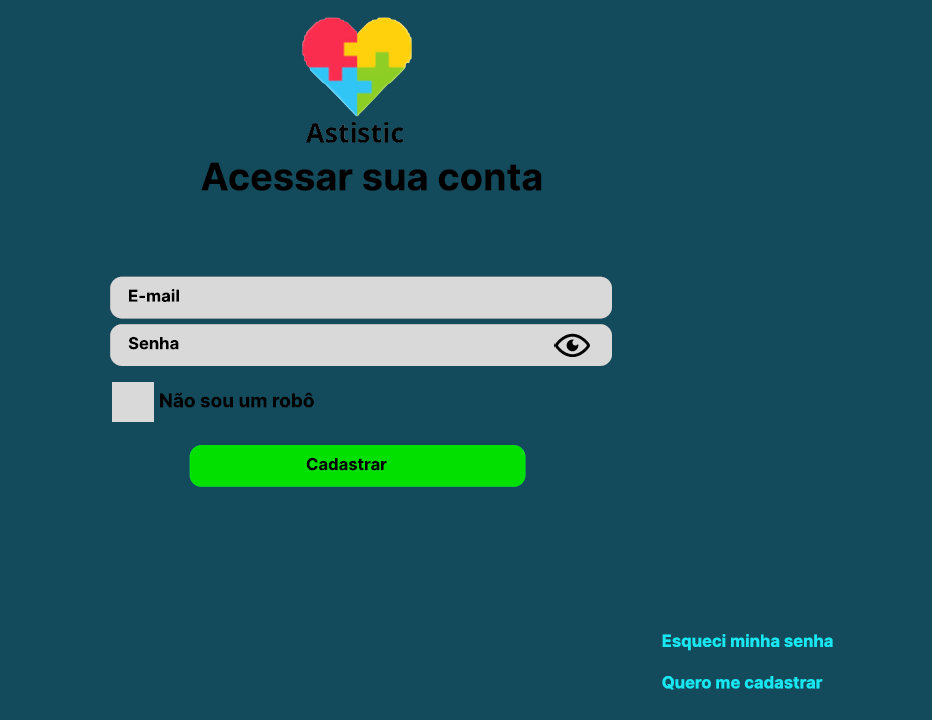 Astistic
Acessar sua conta
E-mail
Senha
Não sou um robô
Cadastrar
Esqueci minha senha
Quero me cadastrar